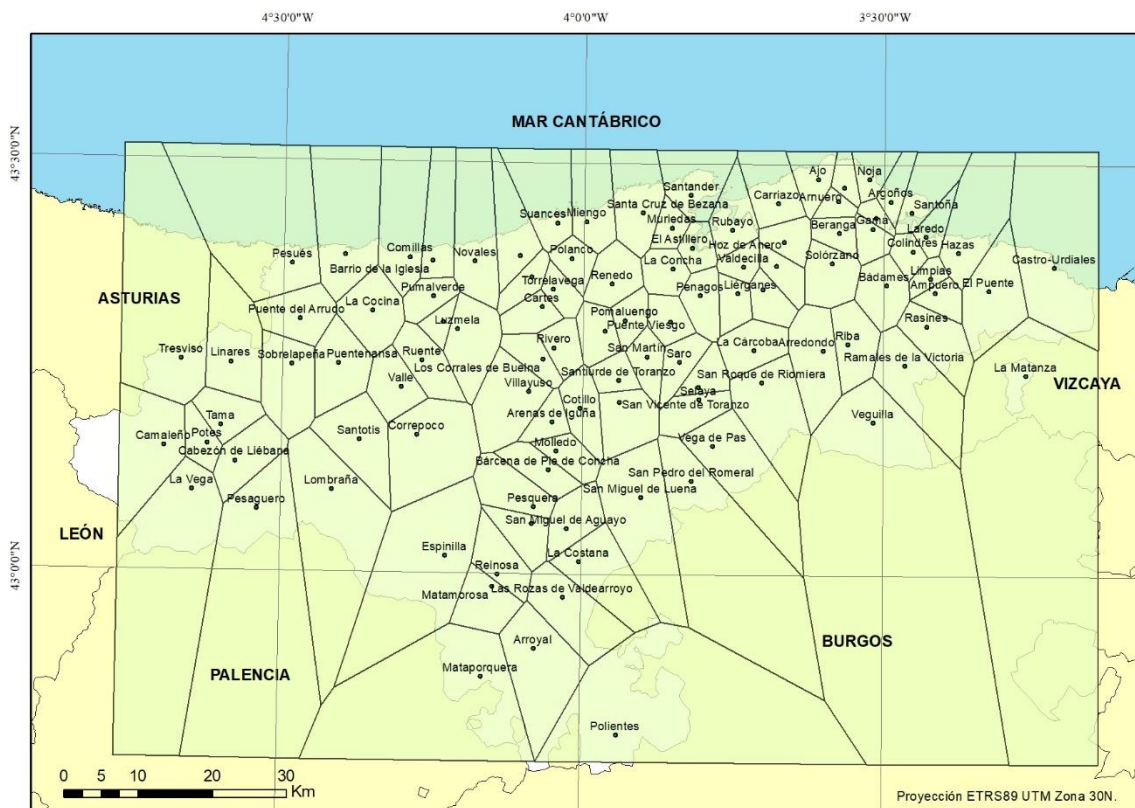 4°30'0"W
4°00'0"W
3°30'0"W
43°30'0"N
43°0'0"N
43°30'0"N
43°0'0"N
MAR CANTÁBRICO
ASTURIAS
LEÓN
PALENCIA
BURGOS
VIZCAYA
Ajo
Noja
Santander
Carriazo
Arnuero
Argoños
Santa Cruz de Bezana
Santoña
Suances
Miengo
Muriedas
Rubayo
Gama
Laredo
Beranga
El Astillero
Hoz de Anero
Colindres
Hazas
Pesués
Comillas
Novales
Polanco
Barrio de la Iglesia
La Concha
Valdecilla
Solórzano
Castro-Urdiales
Torrelavega
Renedo
Bádames
Limpias
Ampuero
El Puente
Pumalverde
Penagos
Liérganes
La Cocina
Cartes
Puente del Arrudo
Pomaluengo
Luzmela
Puente Viesgo
Rasines
Rivero
La Cárcoba
Arredondo
Riba
Tresviso
Linares
Sobrelapeña
Puentenansa
Ruente
San Martín
Saro
Ramales de la Victoria
Los Corrales de Buelna
Valle
Santiurde de Toranzo
San Roque de Riomiera
La Matanza
Villayuso
Selaya
Cotillo
San Vicente de Toranzo
Tama
Arenas de Iguña
Veguilla
Camaleño
Potes
Santotis
Correpoco
Molledo
Vega de Pas
Cabezón de Liébana
Bárcena de Pie de Concha
La Vega
Lombraña
San Pedro del Romeral
San Miguel de Luena
Pesaguero
Pesquera
San Miguel de Aguayo
Espinilla
La Costana
Reinosa
Matamorosa
Las Rozas de Valdearroyo
Arroyal
Mataporquera
Polientes
0 5 10 20 30
Km
Proyección ETRS89 UTM Zona 30N.